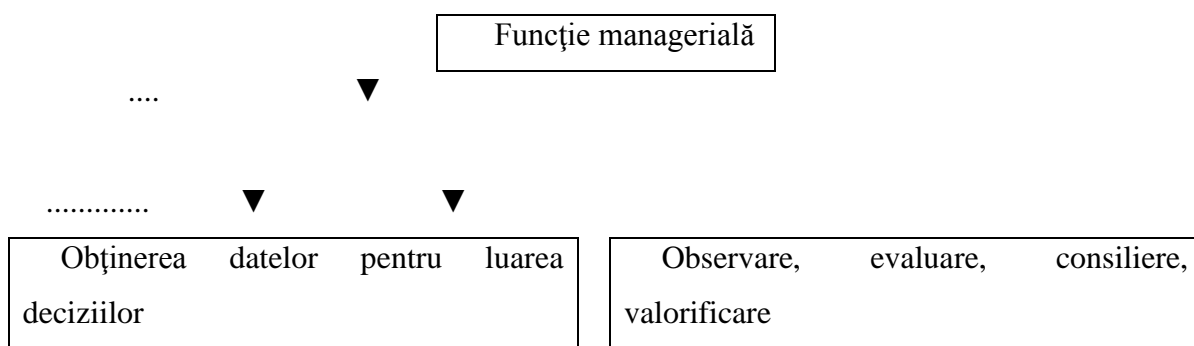 Funcţie managerială
.... ▼
............. ▼ ▼
Obţinerea datelor pentru luarea
deciziilor
Observare, evaluare, consiliere,
valorificare